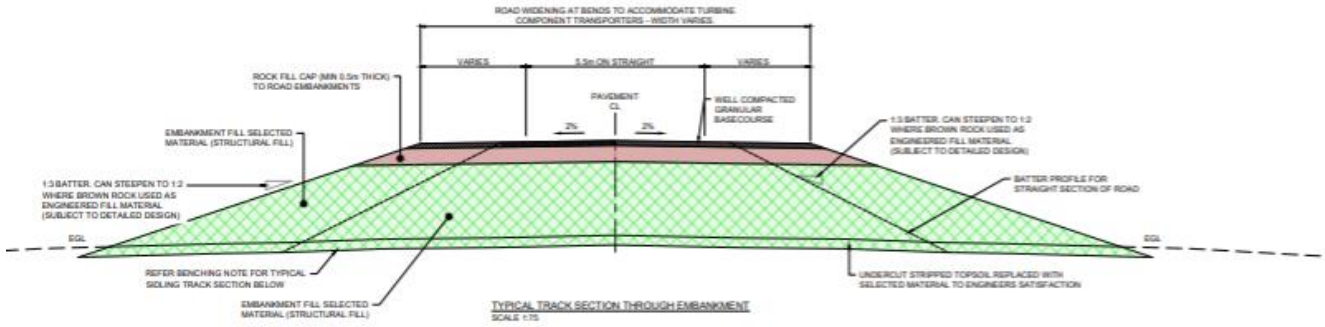 ROAD WIDENING AT BENDS TO ACCOMMODATE TURBINE
COMPONENT TRANSPORTERS - WIDTH VARIES.
VARIES
5.5m ON STRAIGHT
VARIES
ROCK FILL CAP (MIN 0.5m THICK)
TO ROAD EMBANKMENTS
PAVEMENT
CL
WELL COMPACTED
GRANULAR
BASECOURSE
2%
2%
EMBANKMENT FILL SELECTED
MATERIAL (STRUCTURAL FILL)
1:3 BATTER. CAN STEEPEN TO 1:2
WHERE BROWN ROCK USED AS
ENGINEERED FILL MATERIAL
(SUBJECT TO DETAILED DESIGN)
1:3 BATTER. CAN STEEPEN TO 1:2
WHERE BROWN ROCK USED AS
ENGINEERED FILL MATERIAL
(SUBJECT TO DETAILED DESIGN)
BATTER PROFILE FOR
STRAIGHT SECTION OF ROAD
EGL
EGL
REFER BENCHING NOTE FOR TYPICAL
SIDLING TRACK SECTION BELOW
UNDERCUT STRIPPED TOPSOIL REPLACED WITH
SELECTED MATERIAL TO ENGINEERS SATISFACTION
EMBANKMENT FILL SELECTED
MATERIAL (STRUCTURAL FILL)
TYPICAL TRACK SECTION THROUGH EMBANKMENT
SCALE 1:75